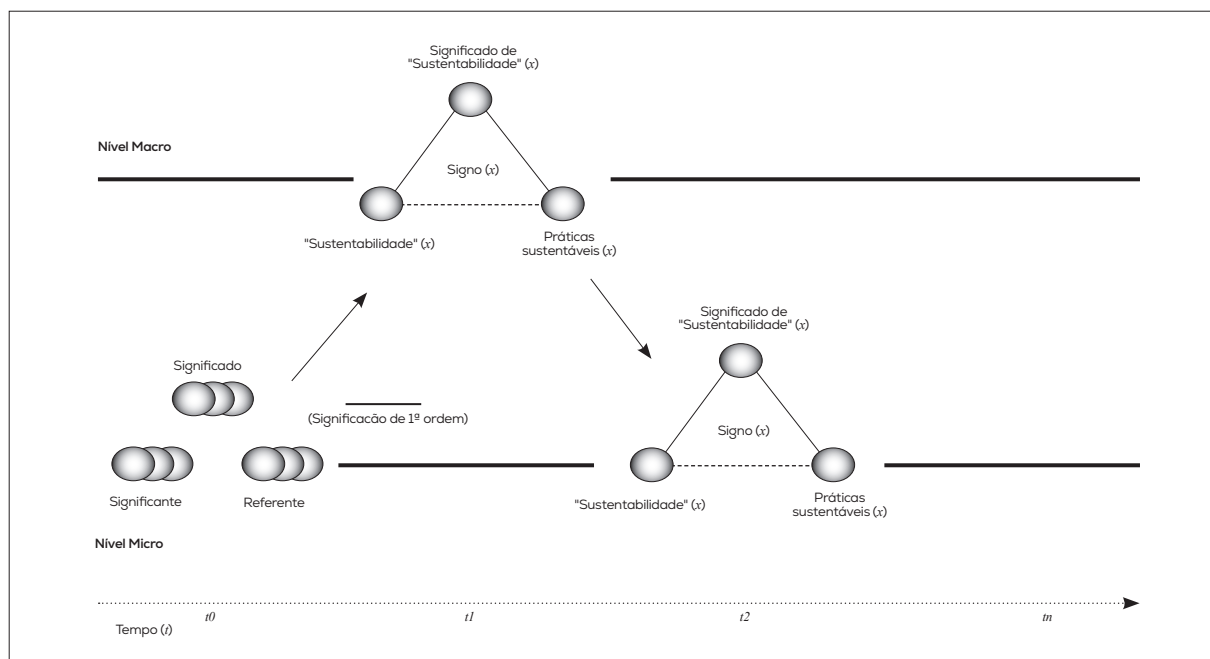 Significado de
"Sustentabilidade" (x)
Nível Macro
Signo (x)
"Sustentabilidade" (x)
Práticas
sustentáveis (x)
Significado de
"Sustentabilidade" (x)
Significado
(Significacão de 1ª ordem)
Signo (x)
Significante
Referente
"Sustentabilidade" (x)
Práticas
sustentáveis (x)
Nível Micro
t0
t1
t2
tn
Tempo (t)